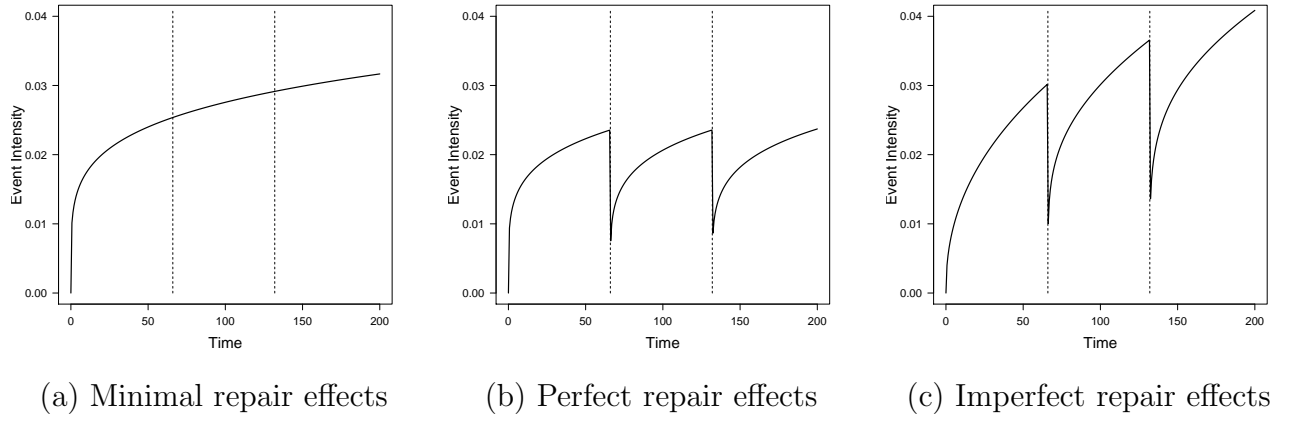 Event Intensity
0.04
0.03
0.02
0.01
0.00
0 50 100 150 200
Time
(a) Minimal repair effects
Event Intensity
0.04
0.03
0.02
0.01
0.00
0 50 100 150 200
Time
(b) Perfect repair effects
Event Intensity
0.04
0.03
0.02
0.01
0.00
0 50 100 150 200
Time
(c) Imperfect repair effects